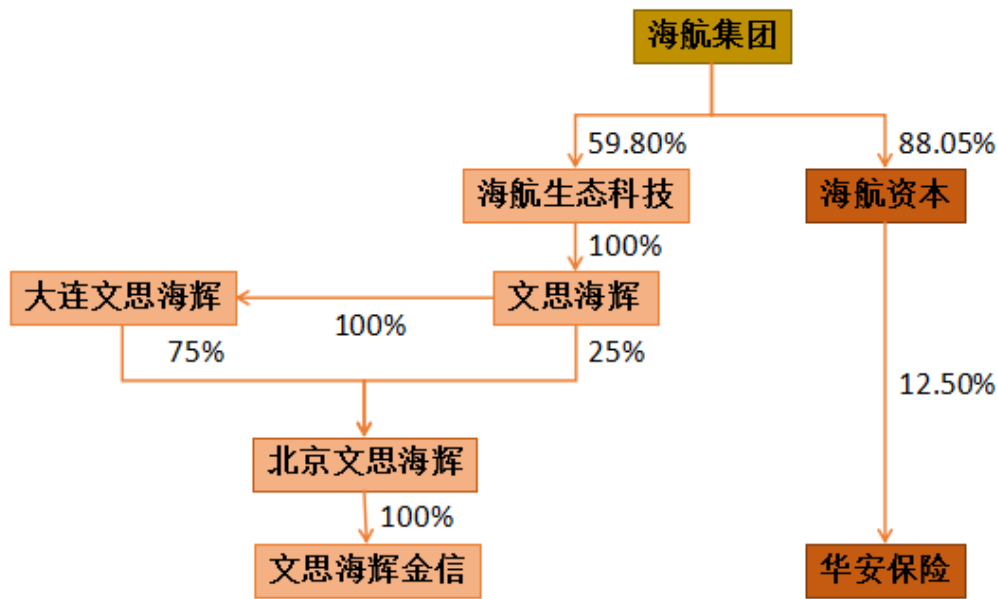 海航集团
59.80%
88.05%
海航生态科技
海航资本
100%
大连文思海辉
文思海辉
100%
75%
25%
12.50%
北京文思海辉
100%
文思海辉金信
华安保险